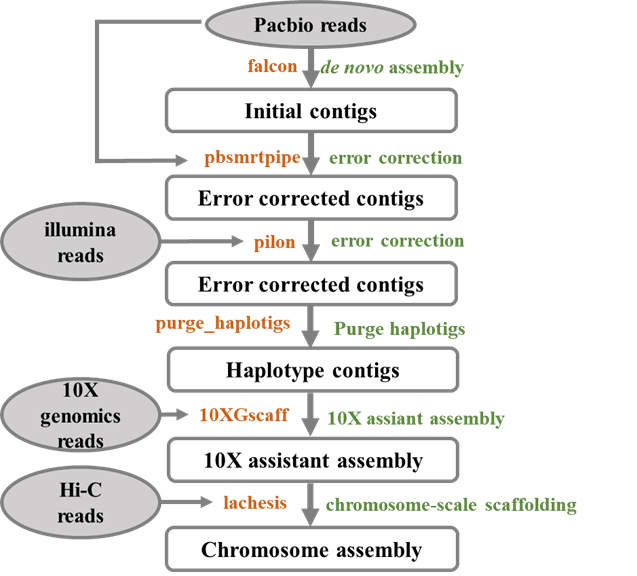 Pacbio reads
falcon de novo assembly
Initial contigs
pbsmrtpipe error correction
Error corrected contigs
illumina
reads
pilon error correction
Error corrected contigs
purge_haplotigs Purge haplotigs
Haplotype contigs
10X
genomics
reads
10XGscaff 10X assiant assembly
10X assistant assembly
Hi-C
reads
lachesis chromosome-scale scaffolding
Chromosome assembly